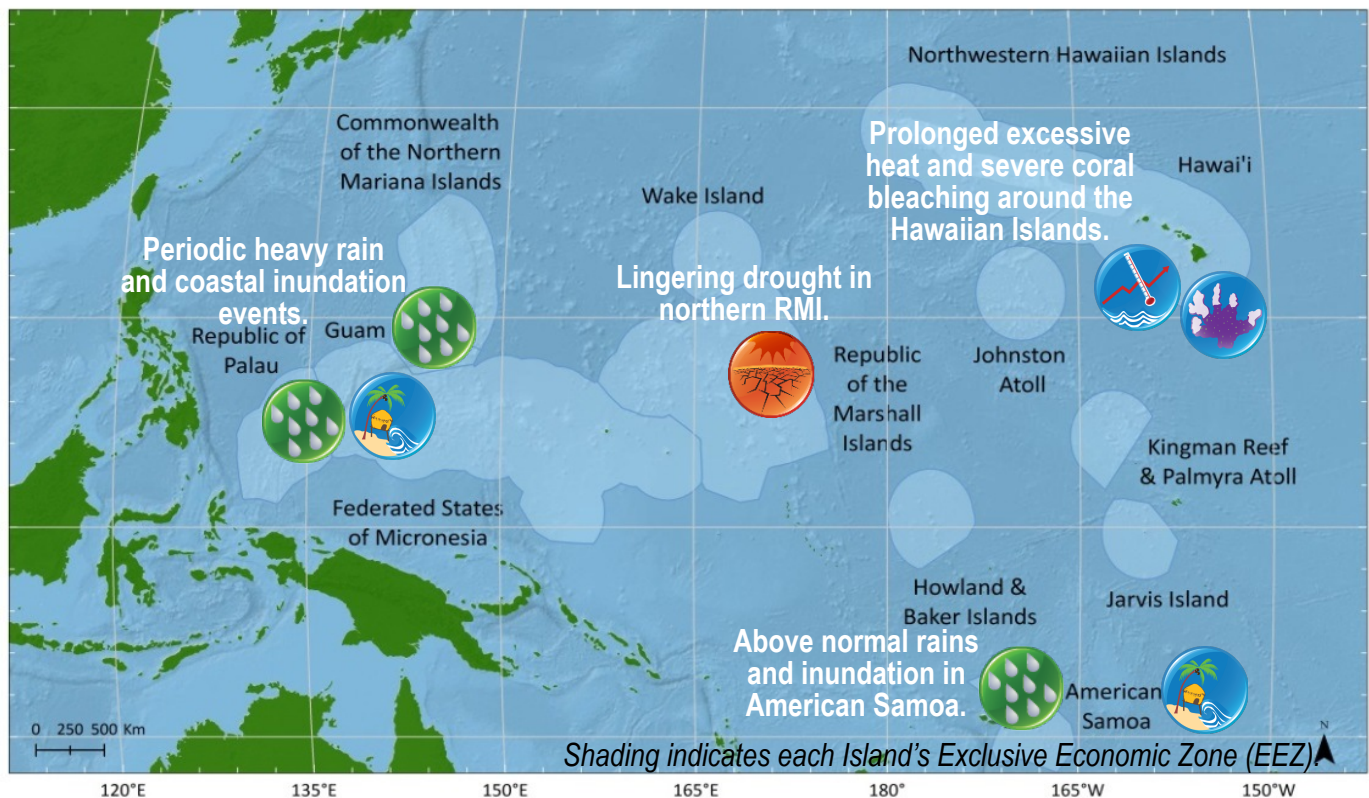 Northwestern Hawaiian Islands
Commonwealth
of the Northern
Mariana Islands
Prolonged excessive
heat and severe coral
bleaching around the
Hawaiian Islands.
Hawai'i
Wake Island
Periodic heavy rain
and coastal inundation
events.
Lingering drought in
northern RMI.
Republic of
Palau
Guam
Republic
of the
Marshall
Islands
Johnston
Atoll
Kingman Reef
& Palmyra Atoll
Federated States
of Micronesia
Howland &
Baker Islands
Jarvis Island
Above normal rains
and inundation in
American Samoa.
American
Samoa
0 250 500 Km
N
Shading indicates each Island's Exclusive Economic Zone (EEZ).
120°E 135°E 150°E 165°E 180° 165°W 150°W